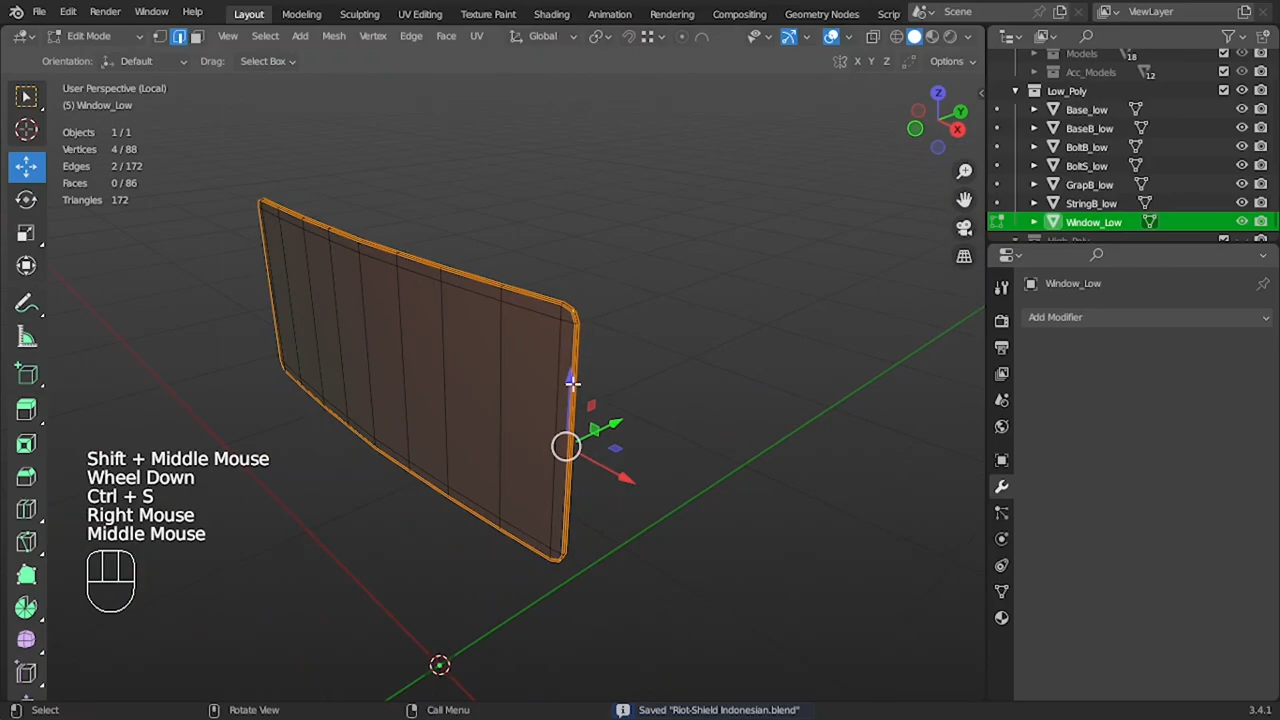 File Edit Render Window Help
Layout Modeling Sculpting UV Editing Texture Paint Shading Animation Rendering Compositing Geometry Nodes Scrip
Scene
ViewLayer
Edit Mode
View Select Add Mesh Vertex Edge Face UV
Global
Orientation: Default Drag: Select Box
X Y Z Options
User Perspective (Local)
(5) Window_Low
Objects 1 / 1
Vertices 4 / 88
Edges 2 / 172
Faces 0 / 86
Triangles 172
Z
Y
X
Shift + Middle Mouse
Wheel Down
Ctrl + S
Right Mouse
Middle Mouse
Models 18
Acc_Models 12
Low_Poly
Base_low
BaseB_low
BoltB_low
BoltS_low
GrapB_low
StringB_low
Window_Low
Window_Low
Add Modifier
Select Rotate View Call Menu Saved "Riot-Shield Indonesian.blend" 3.4.1